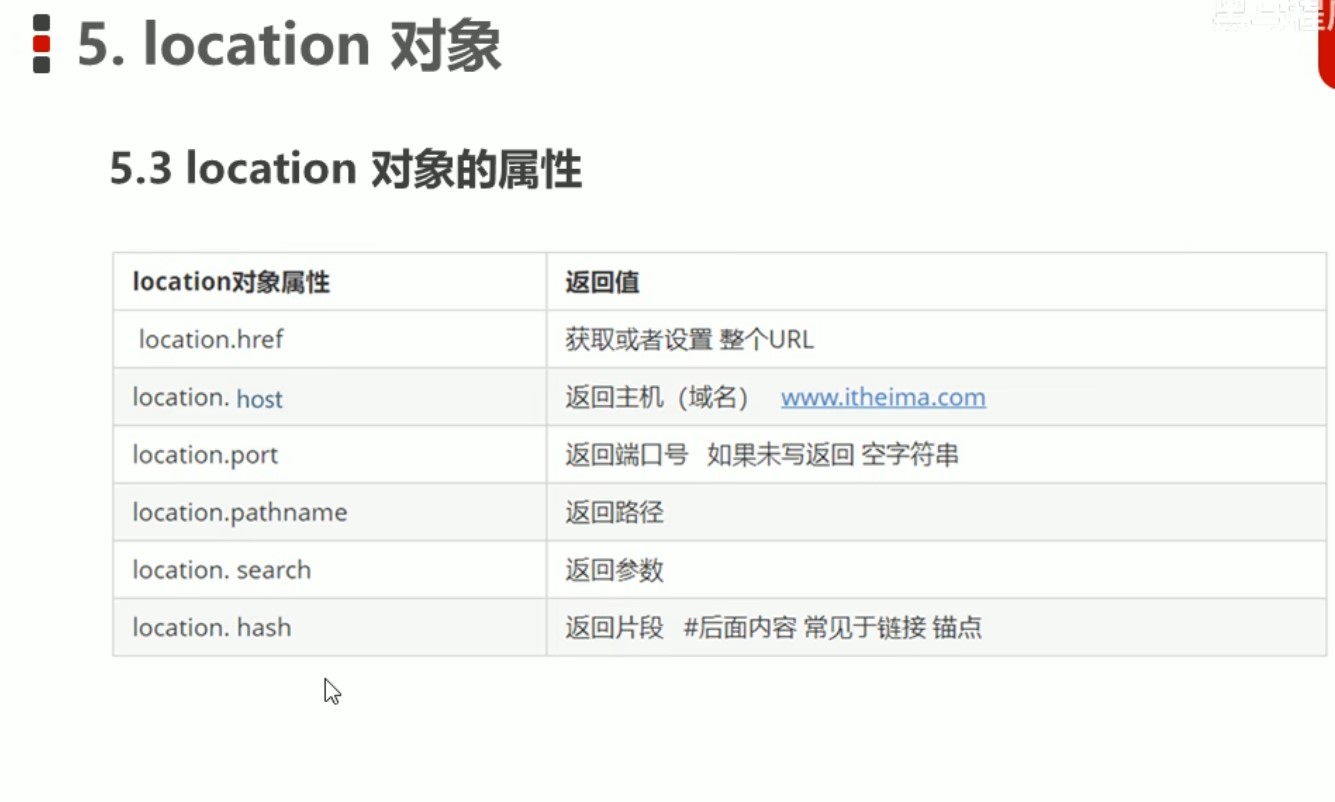 5. location 对象
5.3 location 对象的属性
location对象属性 返回值
location.href 获取或者设置 整个URL
location. host 返回主机（域名） www.itheima.com
location.port 返回端口号 如果未写返回 空字符串
location.pathname 返回路径
location. search 返回参数
location. hash 返回片段 #后面内容 常见于链接 锚点